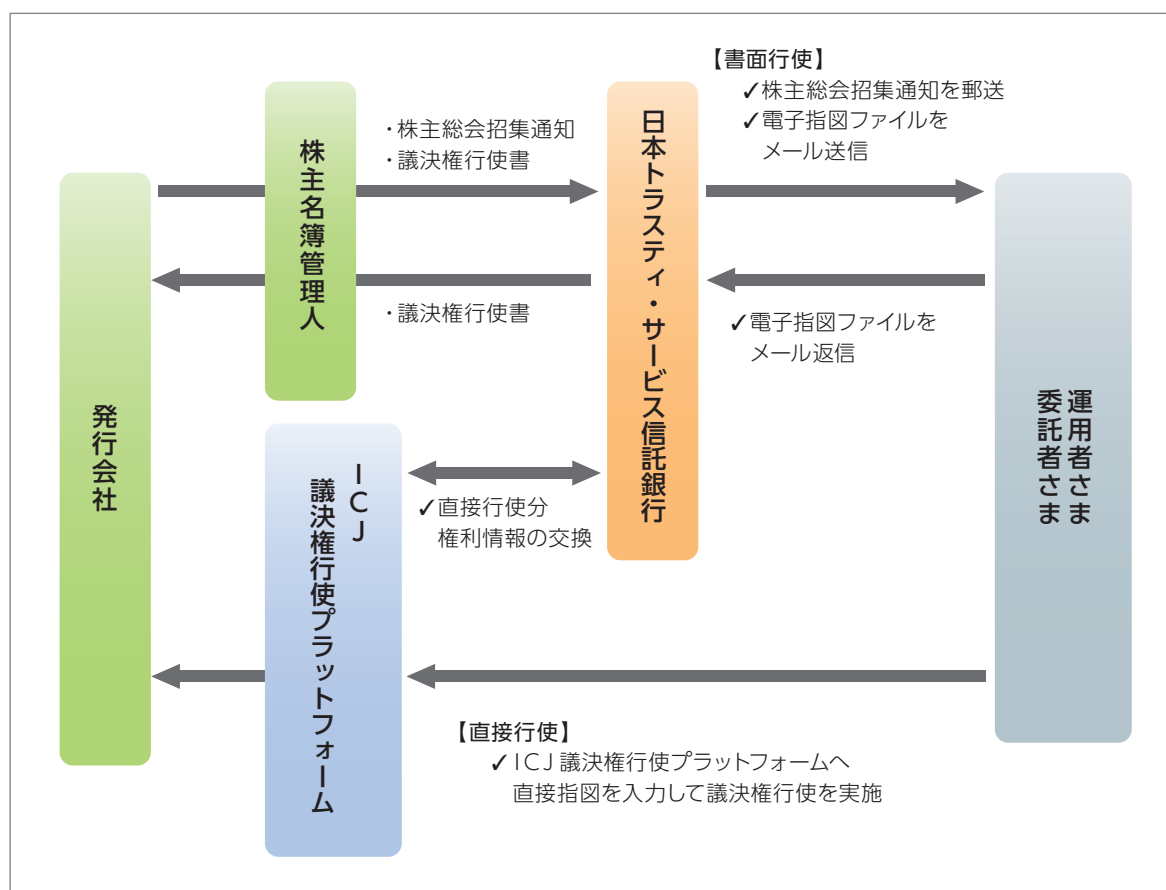 発行会社
株主名簿管理人
・株主総会招集通知
・議決権行使書
・議決権行使書
日本トラスティ・サービス信託銀行
【書面行使】
✓株主総会招集通知を郵送
✓電子指図ファイルを
メール送信
✓電子指図ファイルを
メール返信
運用者さま
委託者さま
ICJ
議決権行使プラットフォーム
✓直接行使分
権利情報の交換
【直接行使】
✓ICJ議決権行使プラットフォームへ
直接指図を入力して議決権行使を実施